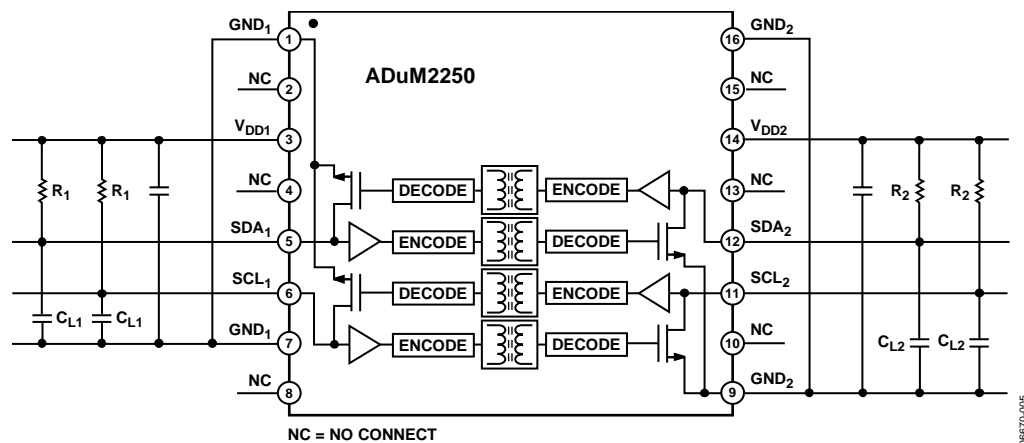 GND1
1
NC
2
VDD1
3
NC
4
SDA1
5
SCL1
6
GND1
7
NC
8
R1
R1
CL1
CL1
ADuM2250
DECODE
ENCODE
ENCODE
DECODE
DECODE
ENCODE
ENCODE
DECODE
GND2
16
NC
15
VDD2
14
NC
13
SDA2
12
SCL2
11
NC
10
GND2
9
R2
R2
CL2
CL2
NC = NO CONNECT
06670-005